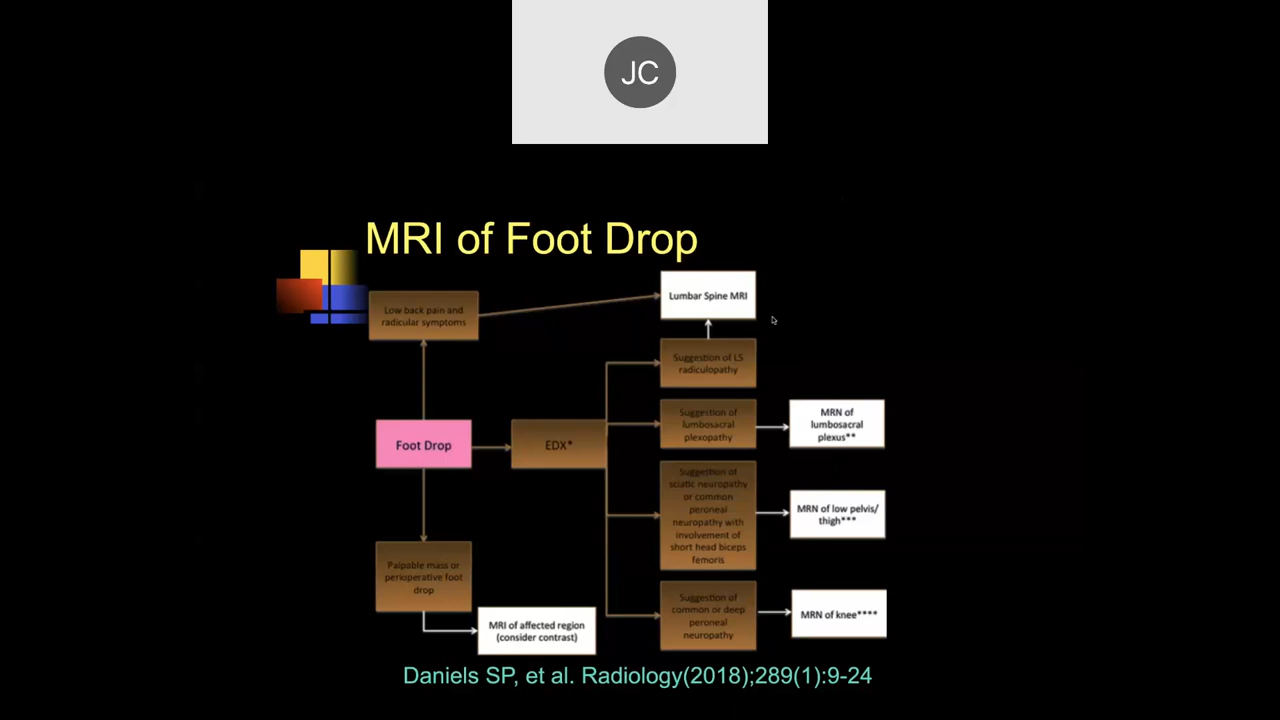 JC
MRI of Foot Drop
Low back pain and
radicular symptoms
Lumbar Spine MRI
Suggestion of LS
radiculopathy
Foot Drop
EDX*
Suggestion of
lumbosacral
plexopathy
MRN of
lumbosacral
plexus**
Suggestion of
sciatic neuropathy
or common
peroneal
neuropathy with
involvement of
short head biceps
femoris
MRN of low pelvis/
thigh***
Palpable mass or
perioperative foot
drop
MRI of affected region
(consider contrast)
Suggestion of
common or deep
peroneal
neuropathy
MRN of knee****
Daniels SP, et al. Radiology(2018);289(1):9-24